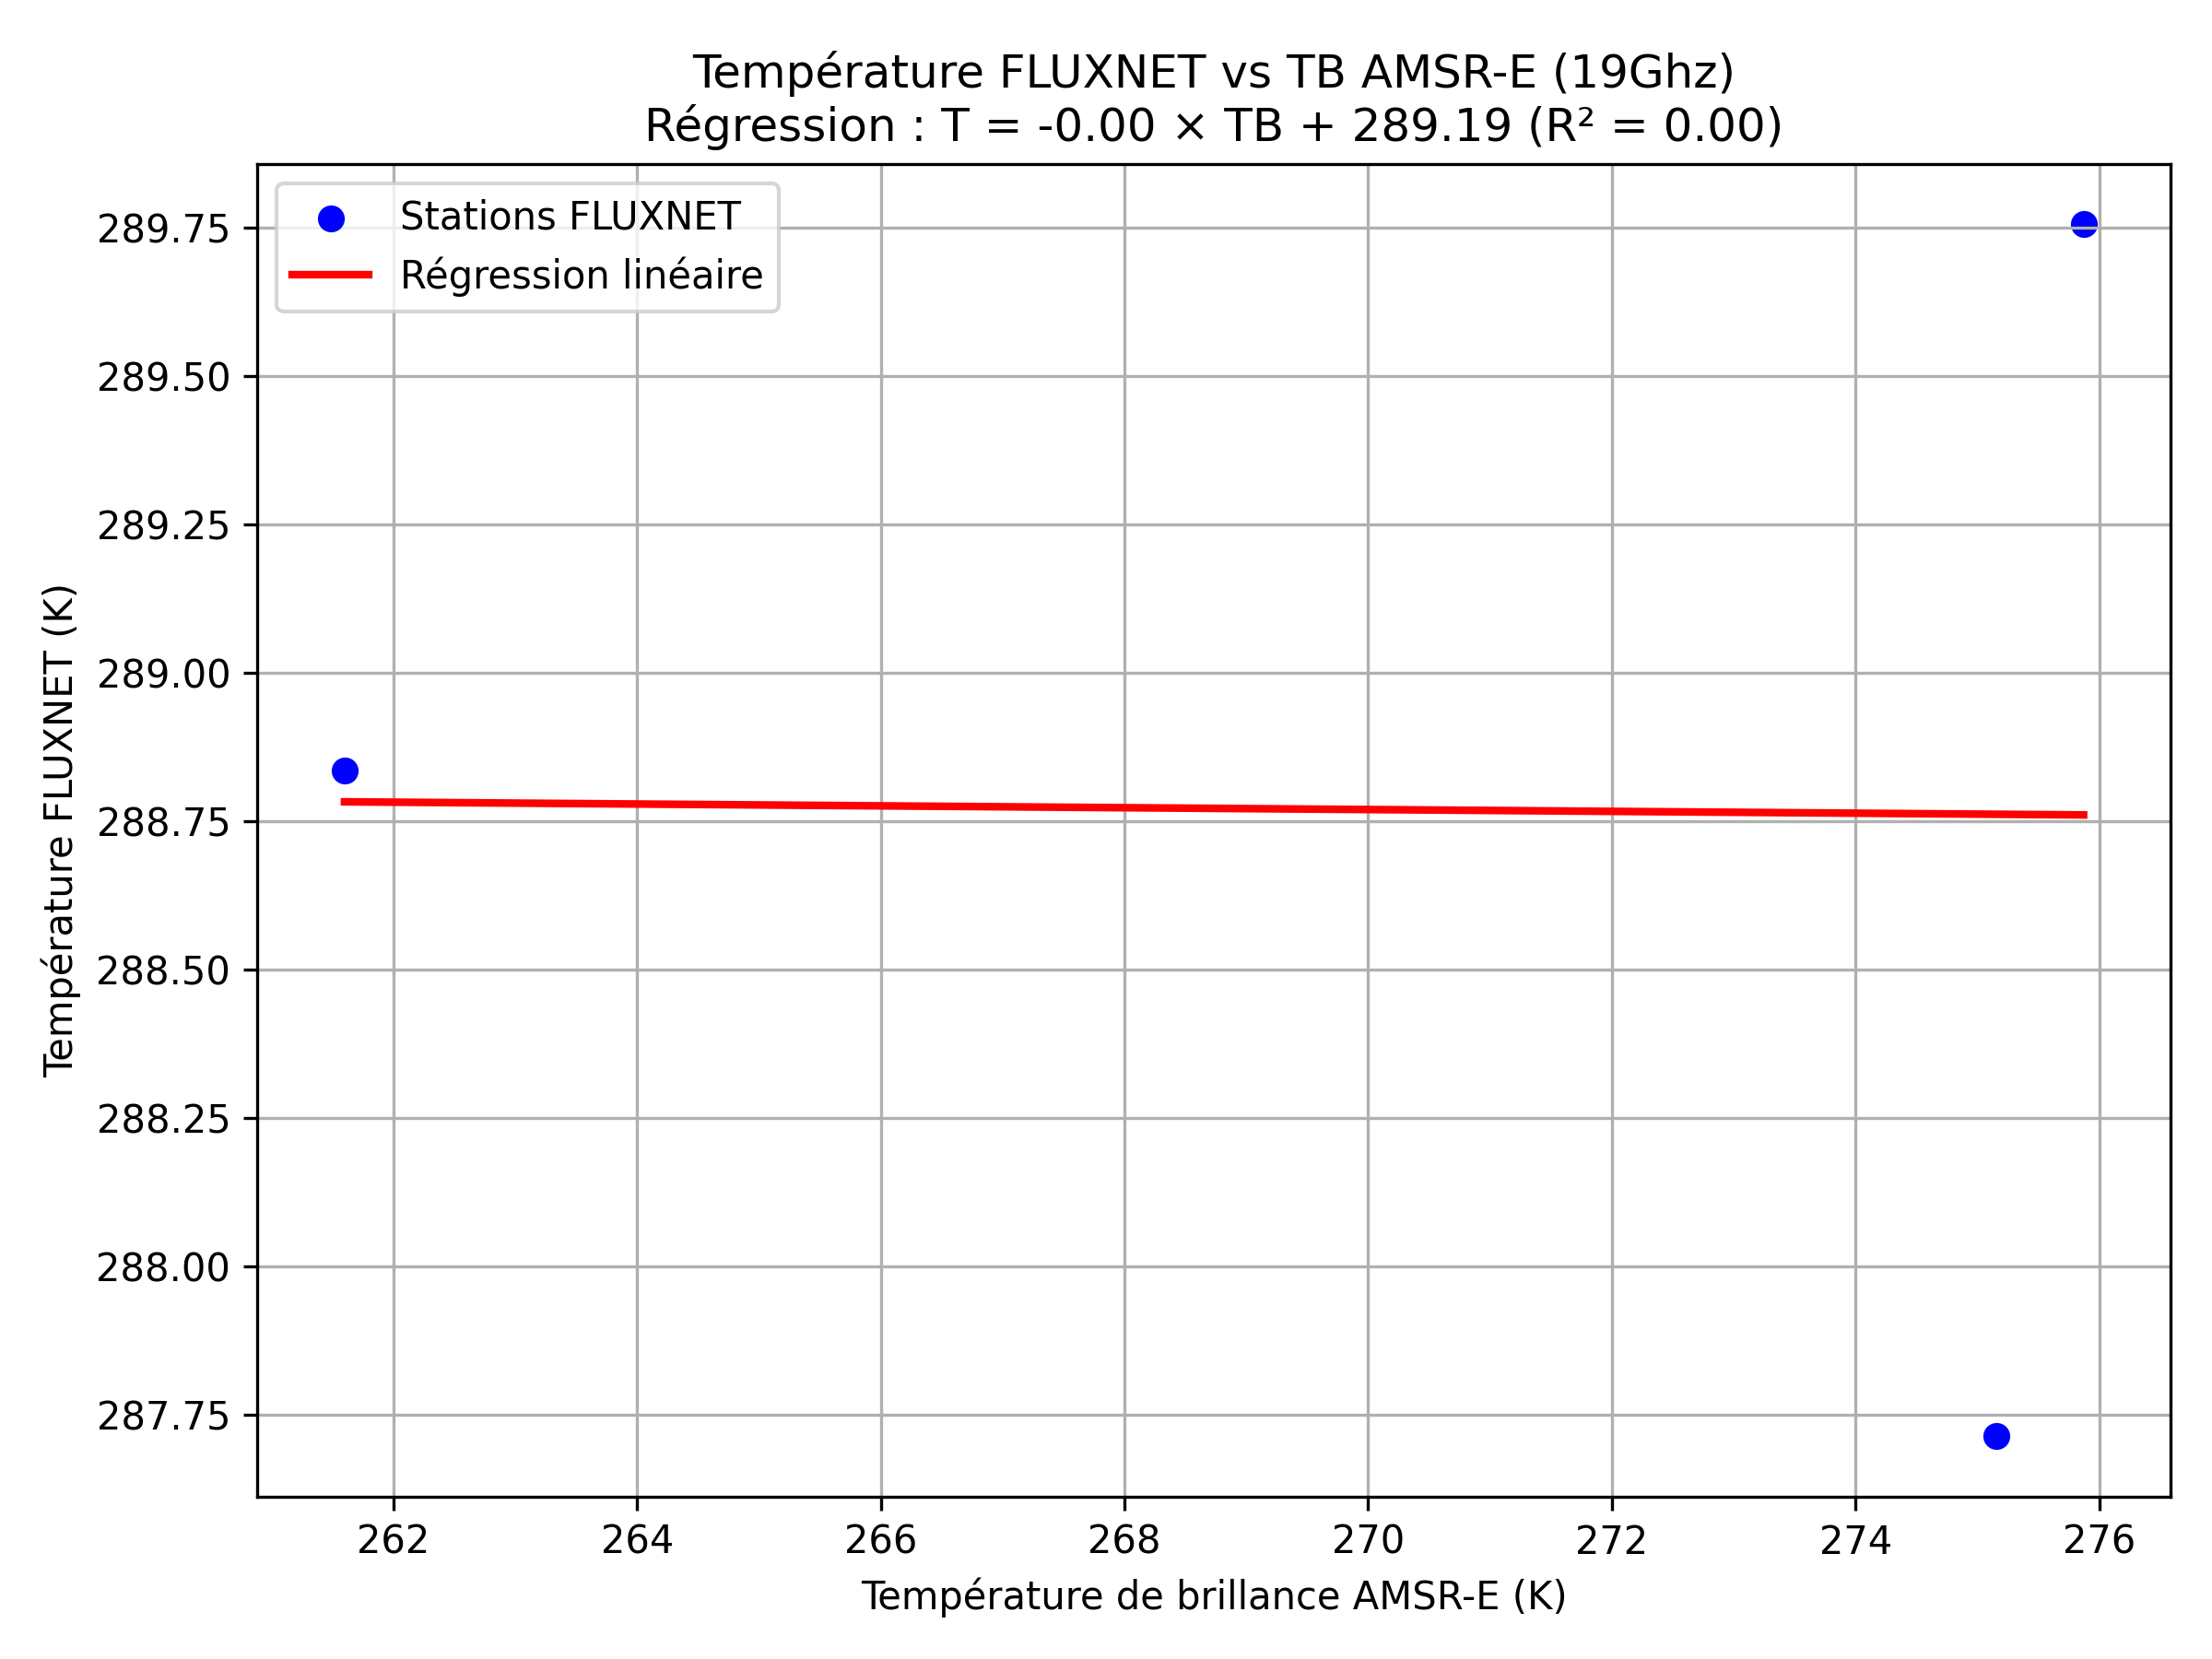 Température FLUXNET vs TB AMSR-E (19Ghz)
Régression : T = -0.00 × TB + 289.19 (R² = 0.00)
Stations FLUXNET
Régression linéaire
289.75
289.50
289.25
289.00
288.75
288.50
288.25
288.00
287.75
Température FLUXNET (K)
262 264 266 268 270 272 274 276
Température de brillance AMSR-E (K)